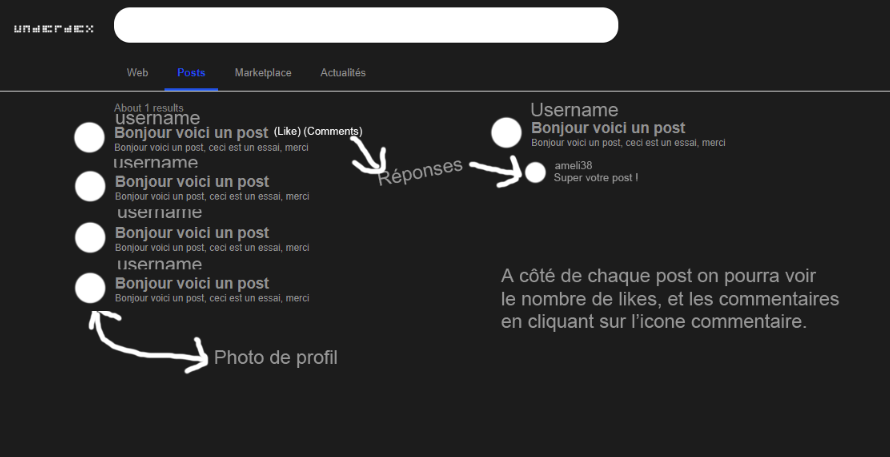 underdex
Web Posts Marketplace Actualités
About 1 results
username
Bonjour voici un post (Like) (Comments)
Bonjour voici un post, ceci est un essai, merci
username
Bonjour voici un post
Bonjour voici un post, ceci est un essai, merci
username
Bonjour voici un post
Bonjour voici un post, ceci est un essai, merci
username
Bonjour voici un post
Bonjour voici un post, ceci est un essai, merci
Photo de profil
Réponses
Username
Bonjour voici un post
Bonjour voici un post, ceci est un essai, merci
ameli38
Super votre post !
A côté de chaque post on pourra voir
le nombre de likes, et les commentaires
en cliquant sur l’icone commentaire.